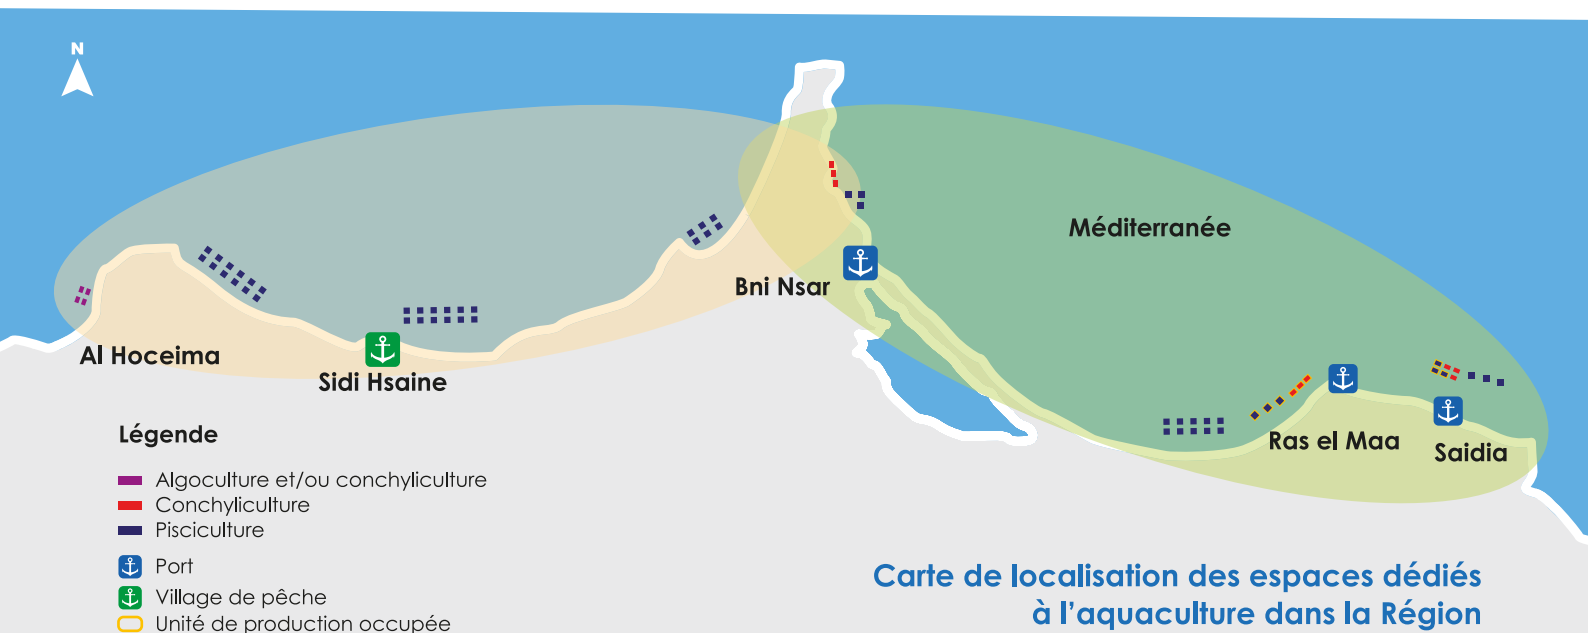 N
Méditerranée
Bni Nsar
Al Hoceima
Sidi Hsaine
Ras el Maa
Saidia
Légende
Algoculture et/ou conchyliculture
Conchyliculture
Pisciculture
Port
Village de pêche
Unité de production occupée
Carte de localisation des espaces dédiés
à l’aquaculture dans la Région